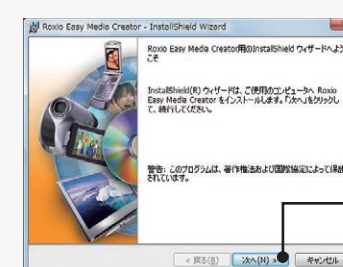 Roxio Easy Media Creator - InstallShield Wizard
Roxio Easy Media Creator用のInstallShield ウィザードへよう
こそ
InstallShield(R) ウィザードは、ご使用のコンピュータへ Roxio
Easy Media Creator をインストールします。「次へ」をクリックし
て、続行してください。
警告: このプログラムは、著作権法および国際協定によって保護
されています。
< 戻る(B)
次へ(N) >
キャンセル